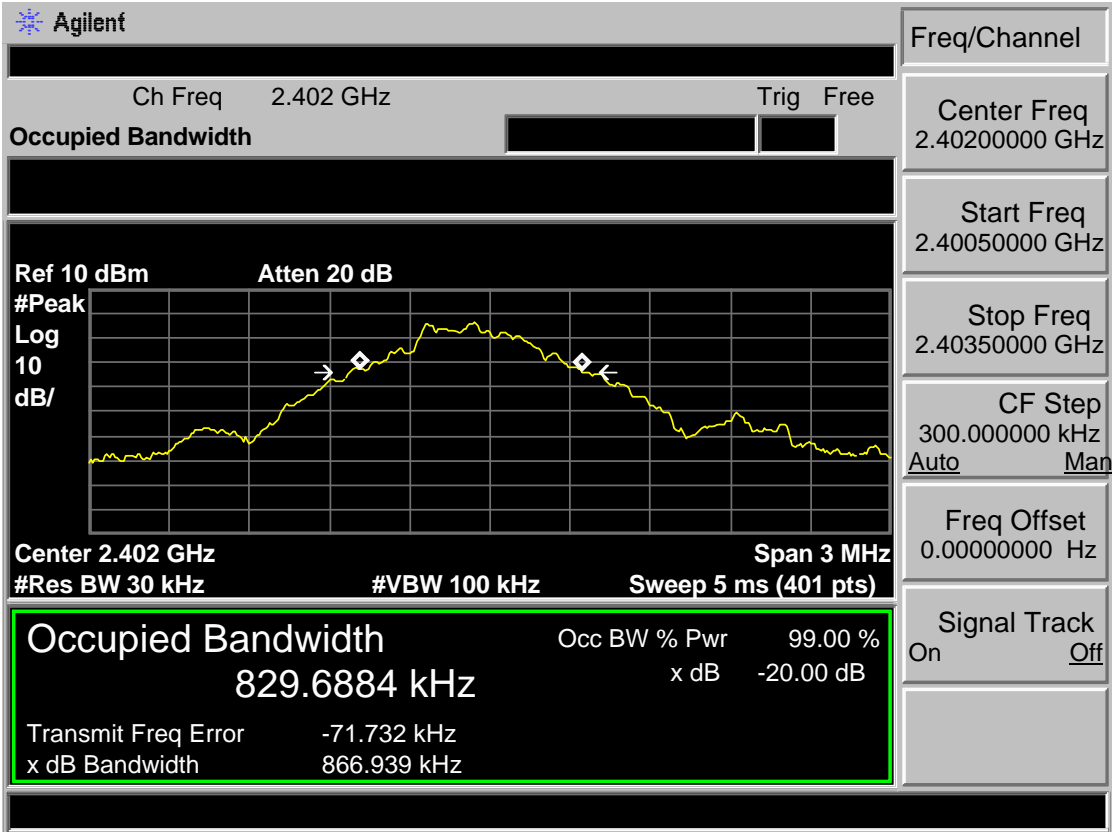 Agilent
Freq/Channel
Ch Freq 2.402 GHz Trig Free
Occupied Bandwidth
Center Freq
2.40200000 GHz
Start Freq
2.40050000 GHz
Ref 10 dBm Atten 20 dB
#Peak
Log
10
dB/
Stop Freq
2.40350000 GHz
CF Step
300.000000 kHz
Auto Man
Freq Offset
0.00000000 Hz
Center 2.402 GHz Span 3 MHz
#Res BW 30 kHz #VBW 100 kHz Sweep 5 ms (401 pts)
Signal Track
On Off
Occupied Bandwidth Occ BW % Pwr 99.00 %
829.6884 kHz x dB -20.00 dB
Transmit Freq Error -71.732 kHz
x dB Bandwidth 866.939 kHz